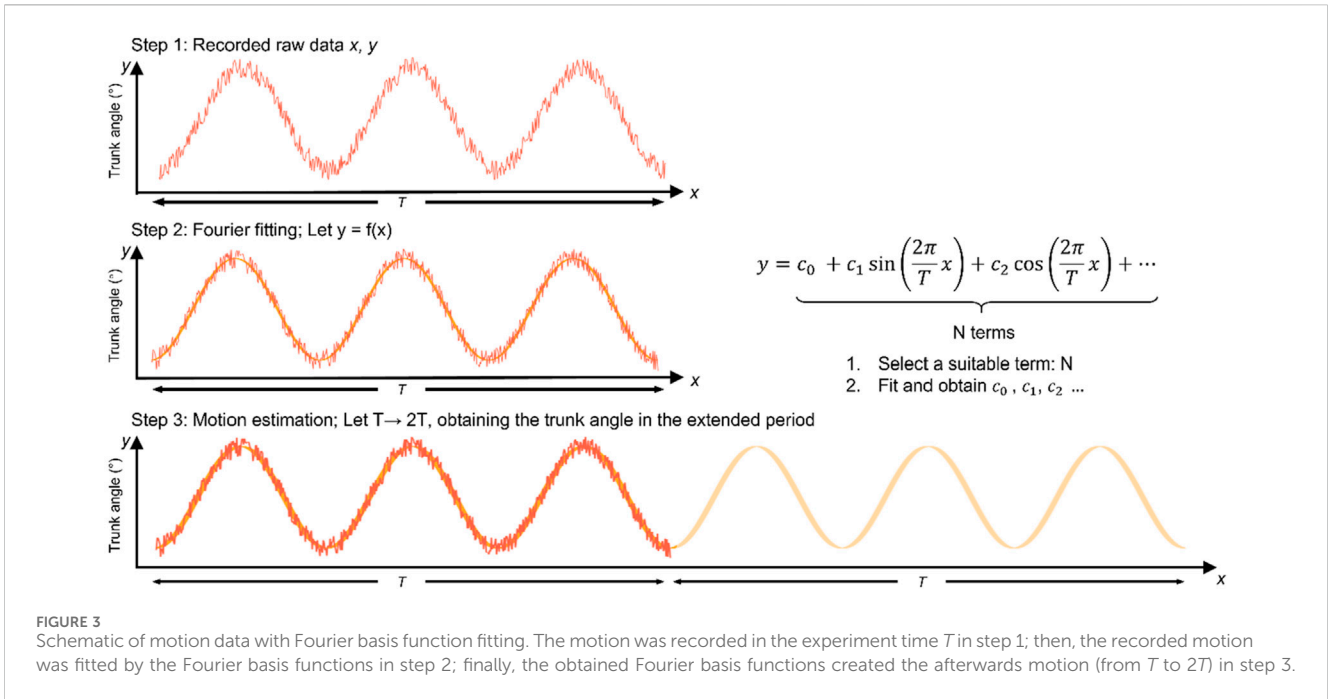 Step 1: Recorded raw data x, y
y
Trunk angle (°)
x
T
Step 2: Fourier fitting; Let y = f(x)
y
Trunk angle (°)
x
T
y = c₀ + c₁ sin(2π/T x) + c₂ cos(2π/T x) + ⋯
N terms
1. Select a suitable term: N
2. Fit and obtain c₀ , c₁, c₂ ...
Step 3: Motion estimation; Let T→ 2T, obtaining the trunk angle in the extended period
y
Trunk angle (°)
x
T
T
FIGURE 3
Schematic of motion data with Fourier basis function fitting. The motion was recorded in the experiment time T in step 1; then, the recorded motion
was fitted by the Fourier basis functions in step 2; finally, the obtained Fourier basis functions created the afterwards motion (from T to 2T) in step 3.